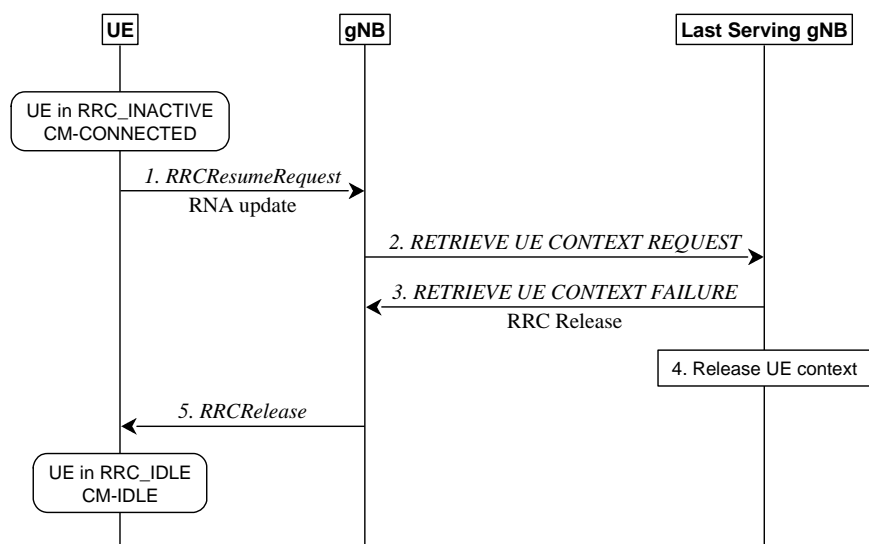 UE
gNB
Last Serving gNB
UE in RRC_INACTIVE
CM-CONNECTED
1. RRCResumeRequest
RNA update
2. RETRIEVE UE CONTEXT REQUEST
3. RETRIEVE UE CONTEXT FAILURE
RRC Release
4. Release UE context
5. RRCRelease
UE in RRC_IDLE
CM-IDLE